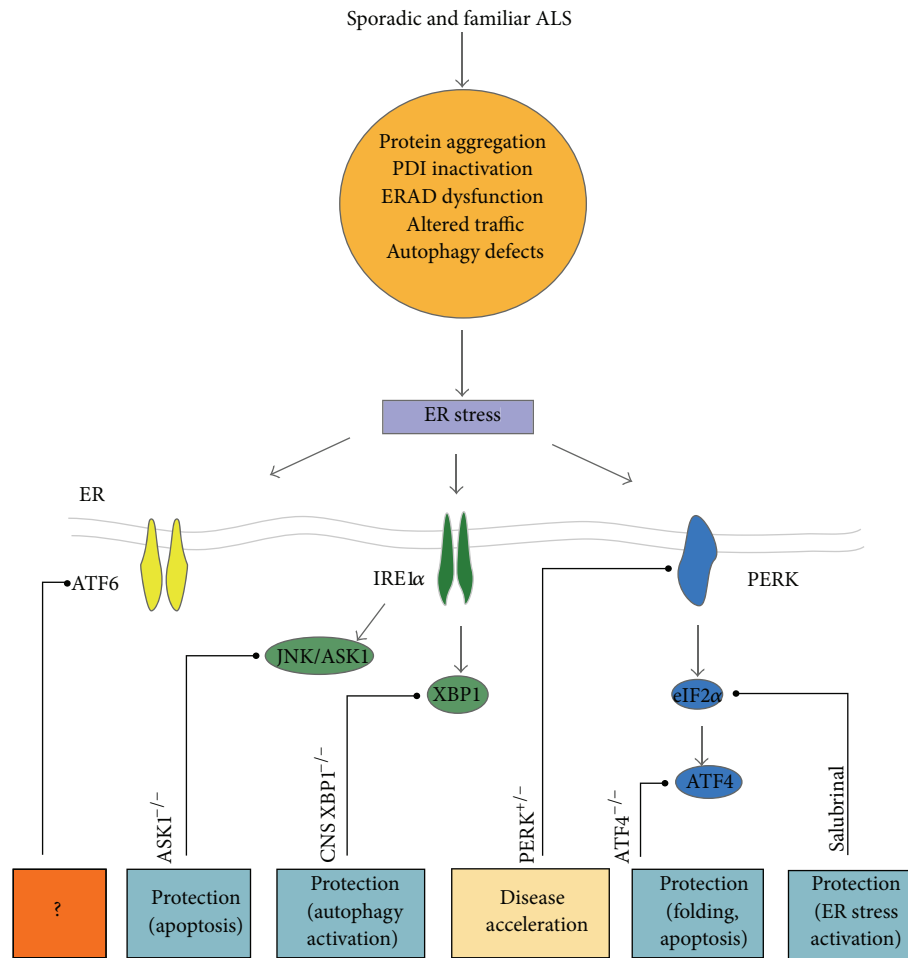 Sporadic and familiar ALS
Protein aggregation
PDI inactivation
ERAD dysfunction
Altered traffic
Autophagy defects
ER stress
ER
ATF6
IRE1α
PERK
JNK/ASK1
XBP1
eIF2α
ATF4
ASK1⁻/⁻
CNS XBP1⁻/⁻
PERK⁺/⁻
ATF4⁻/⁻
Salubrinal
?
Protection
(apoptosis)
Protection
(autophagy
activation)
Disease
acceleration
Protection
(folding,
apoptosis)
Protection
(ER stress
activation)